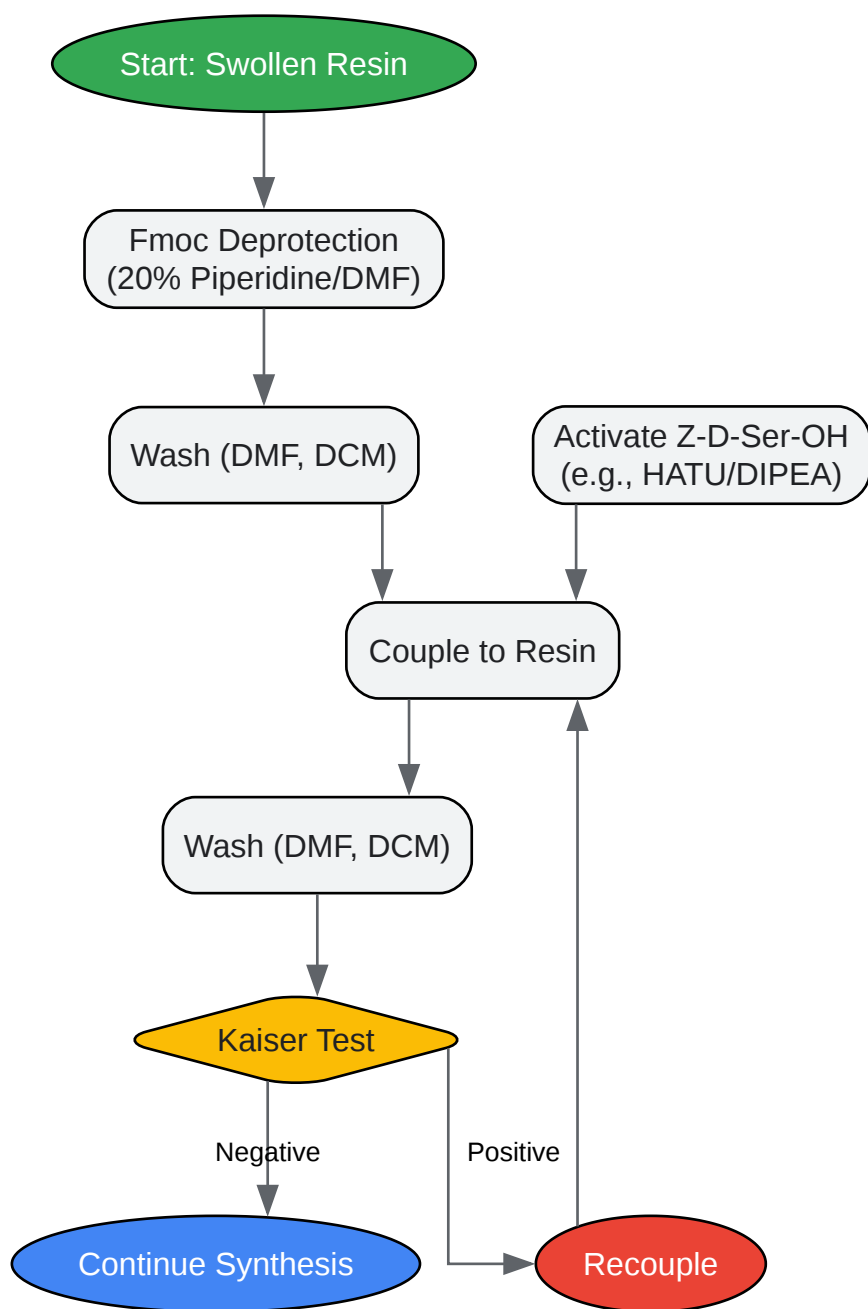 Start: Swollen Resin
Fmoc Deprotection
(20% Piperidine/DMF)
Wash (DMF, DCM)
Activate Z-D-Ser-OH
(e.g., HATU/DIPEA)
Couple to Resin
Wash (DMF, DCM)
Kaiser Test
Negative
Positive
Continue Synthesis
Recouple